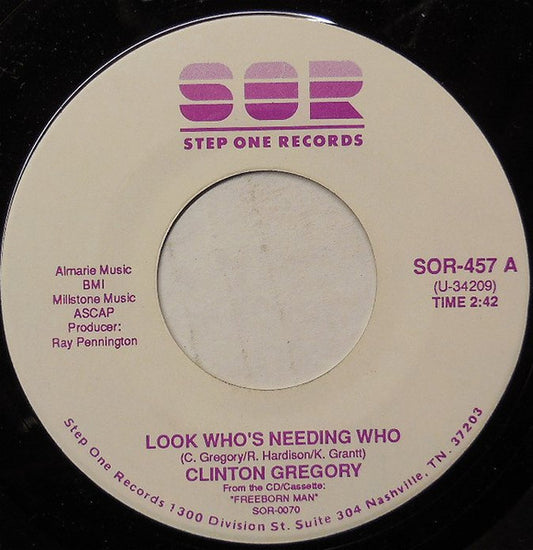 SOR
STEP ONE RECORDS
Almarie Music
BMI
Millstone Music
ASCAP
Producer:
Ray Pennington
SOR-457 A
(U-34209)
TIME 2:42
LOOK WHO'S NEEDING WHO
(C. Gregory/R. Hardison/K. Grantt)
CLINTON GREGORY
From the CD/Cassette:
"FREEBORN MAN"
SOR-0070
Step One Records 1300 Division St. Suite 304 Nashville, TN. 37203